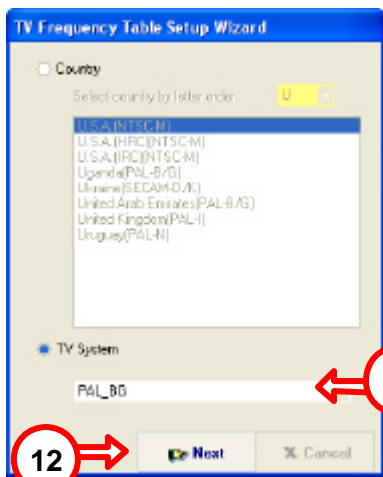 TV Frequency Table Setup Wizard
Country
Select country by letter order
U
U.S.A.(NTSC-M)
U.S.A.(HRC)(NTSC-M)
U.S.A.(IRC)(NTSC-M)
Uganda(PAL-B/G)
Ukraine(SECAM-D/K)
United Arab Emirates(PAL-B/G)
United Kingdom(PAL-I)
Uruguay(PAL-N)
TV System
PAL_BG
12
Next
Cancel